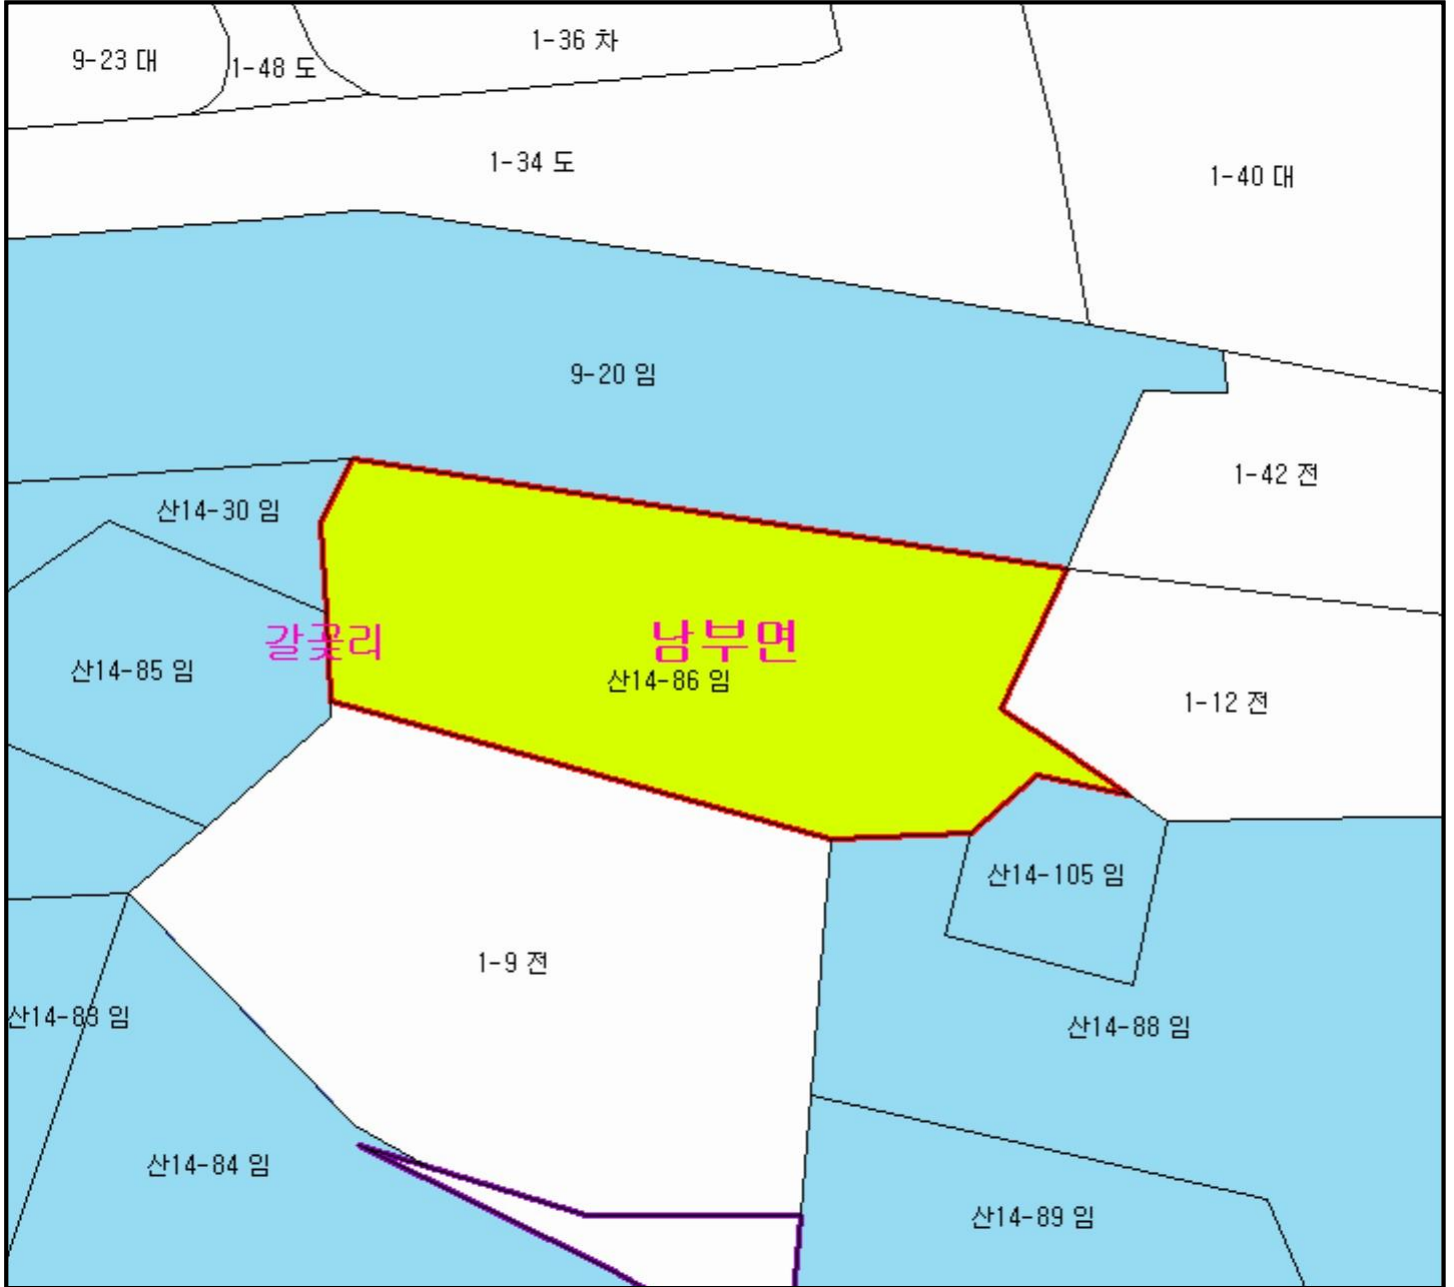 1-36 차
9-23 대
1-48 도
1-34 도
1-40 대
9-20 임
1-42 전
산14-30 임
갈곶리
남부면
산14-85 임
산14-86 임
1-12 전
산14-105 임
1-9 전
산14-83 임
산14-88 임
산14-84 임
산14-89 임